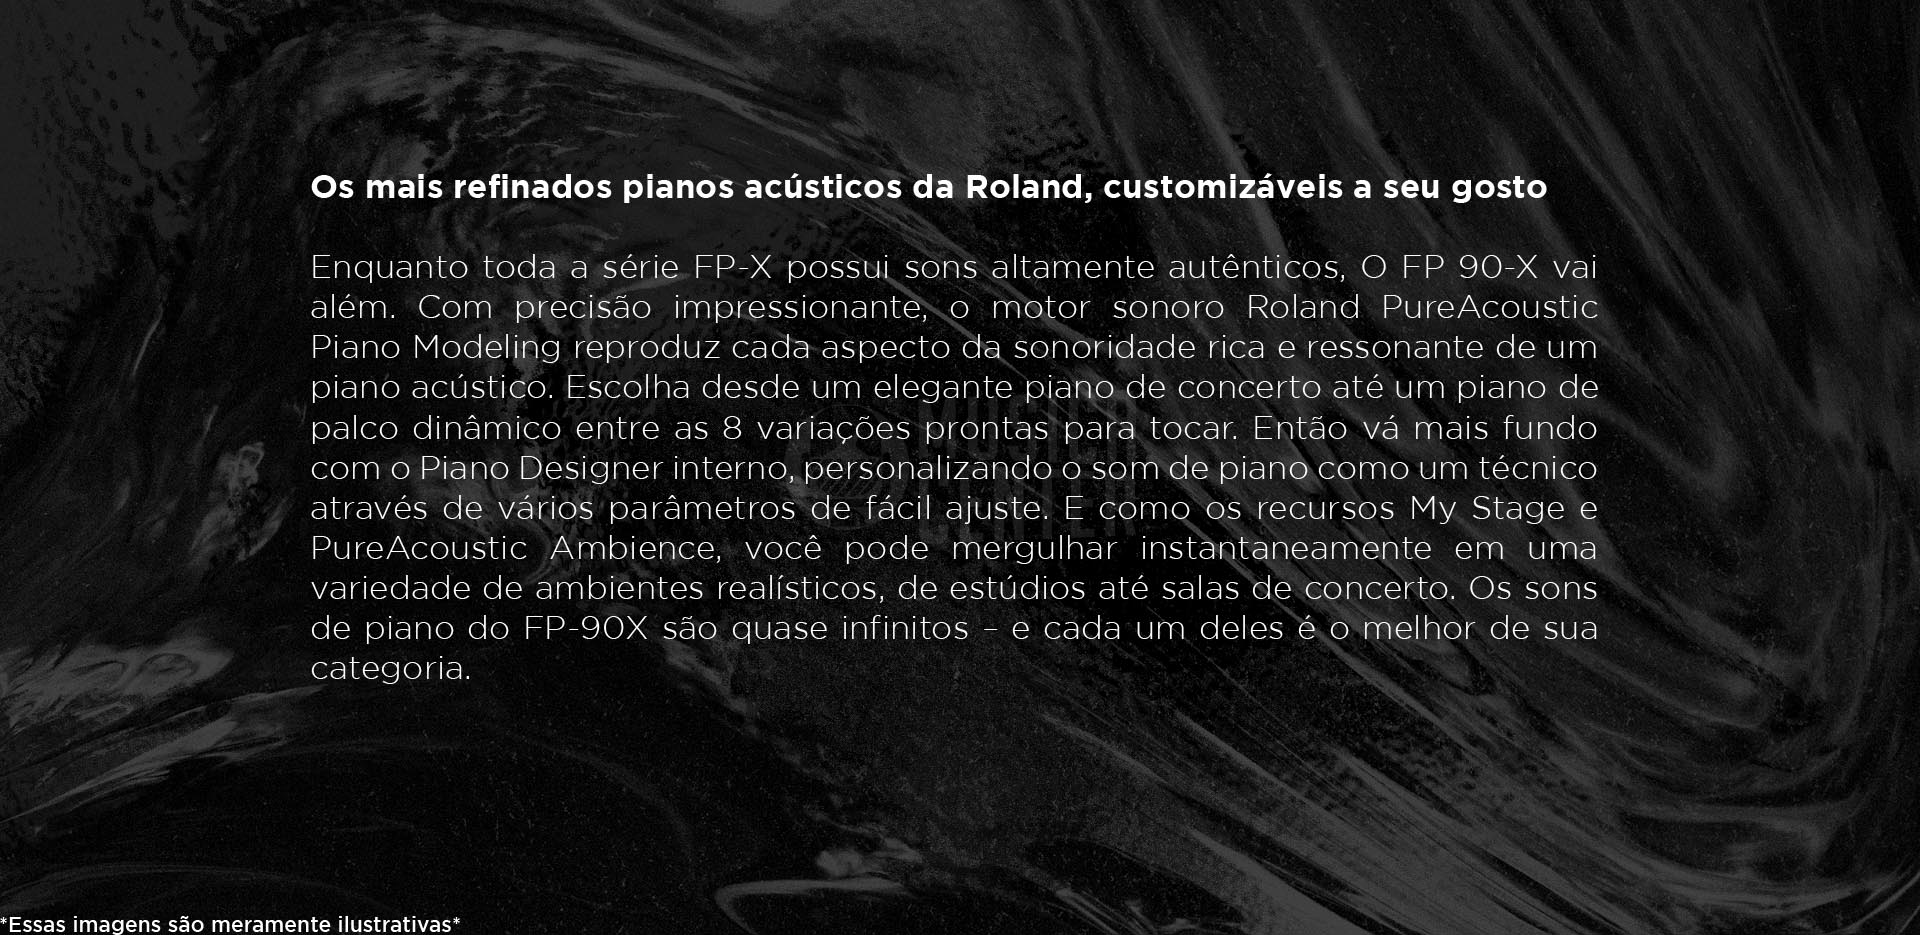 Os mais refinados pianos acústicos da Roland, customizáveis a seu gosto
Enquanto toda a série FP-X possui sons altamente autênticos, O FP 90-X vai
além. Com precisão impressionante, o motor sonoro Roland PureAcoustic
Piano Modeling reproduz cada aspecto da sonoridade rica e ressonante de um
piano acústico. Escolha desde um elegante piano de concerto até um piano de
palco dinâmico entre as 8 variações prontas para tocar. Então vá mais fundo
com o Piano Designer interno, personalizando o som de piano como um técnico
através de vários parâmetros de fácil ajuste. E como os recursos My Stage e
PureAcoustic Ambience, você pode mergulhar instantaneamente em uma
variedade de ambientes realísticos, de estúdios até salas de concerto. Os sons
de piano do FP-90X são quase infinitos – e cada um deles é o melhor de sua
categoria.
*Essas imagens são meramente ilustrativas*